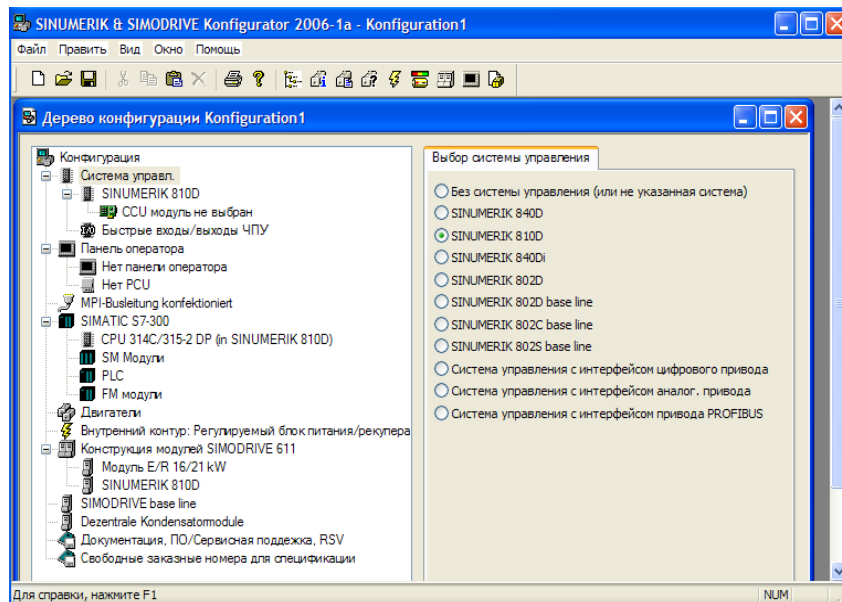 SINUMERIK & SIMODRIVE Konfigurator 2006-1a - Konfiguration1
Файл Править Вид Окно Помощь
Дерево конфигурации Konfiguration1
Конфигурация
Система управл.
SINUMERIK 810D
CCU модуль не выбран
Быстрые входы/выходы ЧПУ
Панель оператора
Нет панели оператора
Нет PCU
MPI-Busleitung konfektioniert
SIMATIC S7-300
CPU 314C/315-2 DP (in SINUMERIK 810D)
SM Модули
PLC
FM модули
Двигатели
Внутренний контур: Регулируемый блок питания/рекупера
Конструкция модулей SIMODRIVE 611
Модуль E/R 16/21 kW
SINUMERIK 810D
SIMODRIVE base line
Dezentrale Kondensatormodule
Документация, ПО/Сервисная поддежка, RSV
Свободные заказные номера для спецификации
Выбор системы управления
Без системы управления (или не указанная система)
SINUMERIK 840D
SINUMERIK 810D
SINUMERIK 840Di
SINUMERIK 802D
SINUMERIK 802D base line
SINUMERIK 802C base line
SINUMERIK 802S base line
Система управления с интерфейсом цифрового привода
Система управления с интерфейсом аналог. привода
Система управления с интерфейсом привода PROFIBUS
Для справки, нажмите F1
NUM